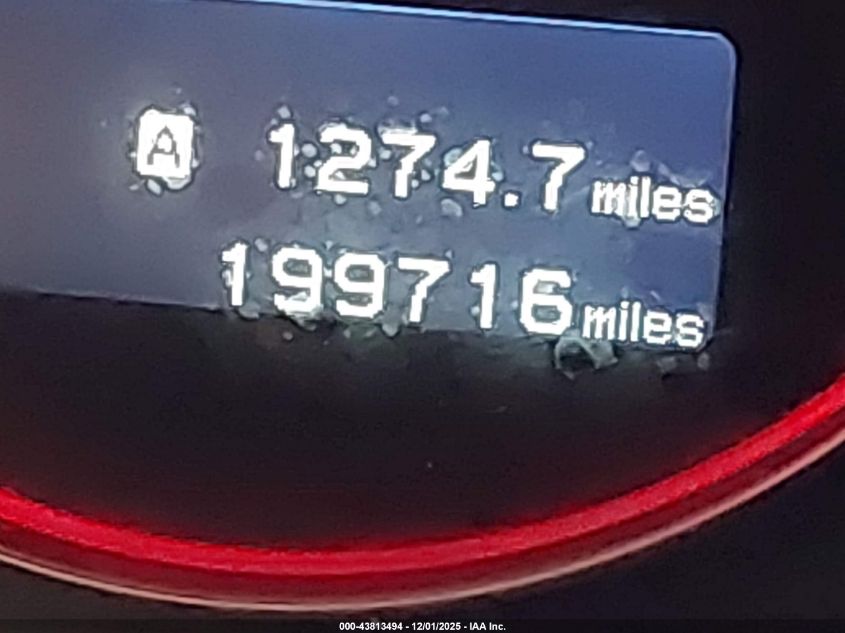 A 1274.7 miles
199716 miles
000-43813494 - 12/01/2025 - IAA Inc.